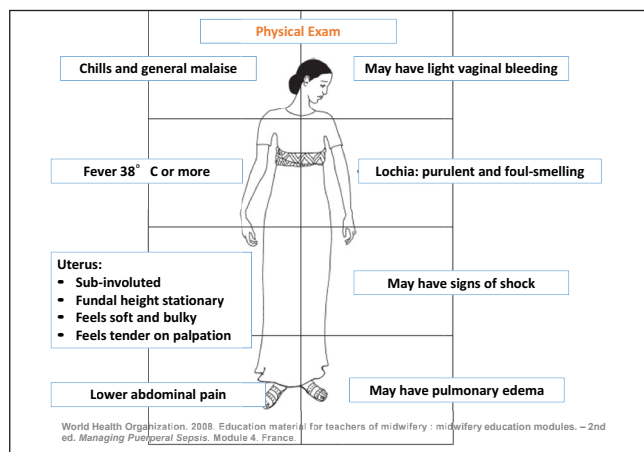 Physical Exam
Chills and general malaise
May have light vaginal bleeding
Fever 38° C or more
Lochia: purulent and foul-smelling
Uterus:
• Sub-involuted
• Fundal height stationary
• Feels soft and bulky
• Feels tender on palpation
May have signs of shock
Lower abdominal pain
May have pulmonary edema
World Health Organization. 2008. Education material for teachers of midwifery : midwifery education modules. – 2nd
ed. Managing Puerperal Sepsis. Module 4. France.